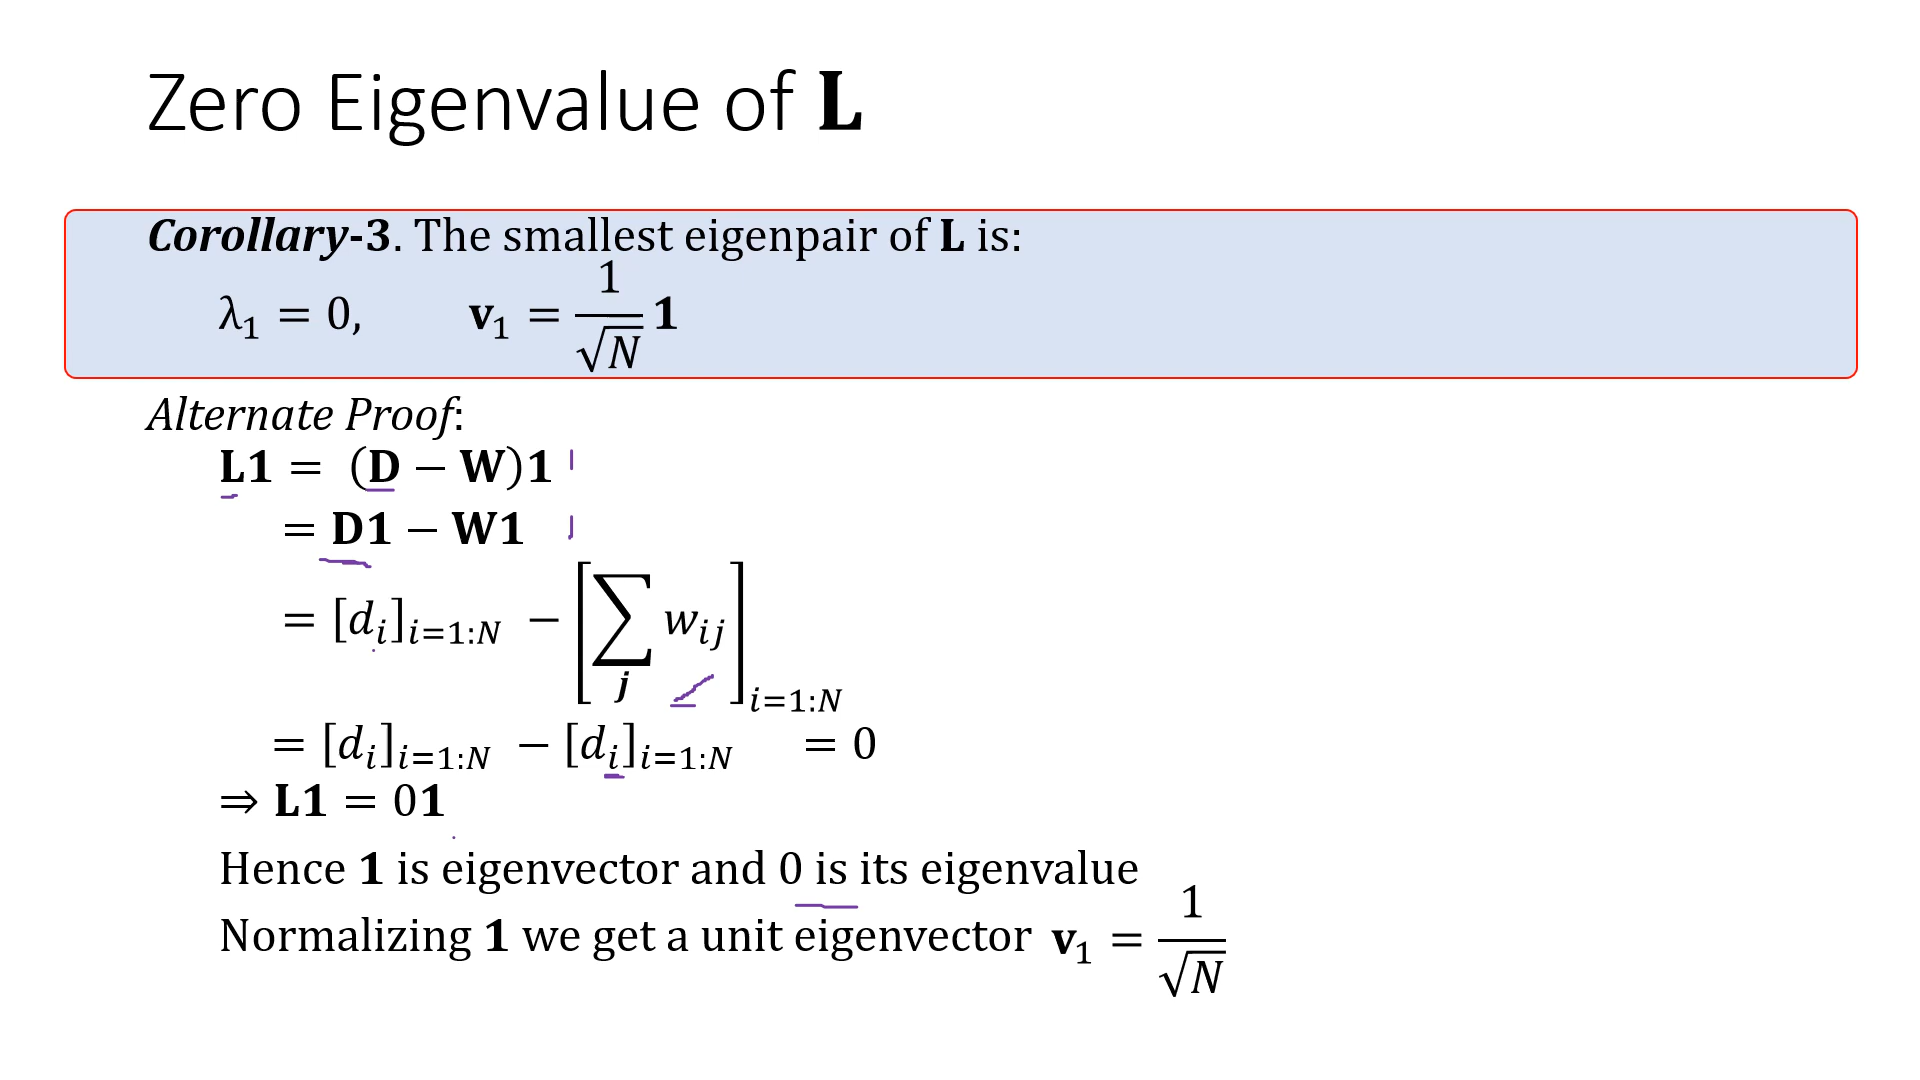 Zero Eigenvalue of L
Corollary-3. The smallest eigenpair of L is:
λ₁ = 0, v₁ = 1/√N 1
Alternate Proof:
L1 = (D − W)1
= D1 − W1
= [dᵢ]ᵢ₌₁:N − [∑ⱼ wᵢⱼ]ᵢ₌₁:N
= [dᵢ]ᵢ₌₁:N − [dᵢ]ᵢ₌₁:N = 0
⇒ L1 = 01
Hence 1 is eigenvector and 0 is its eigenvalue
Normalizing 1 we get a unit eigenvector v₁ = 1/√N